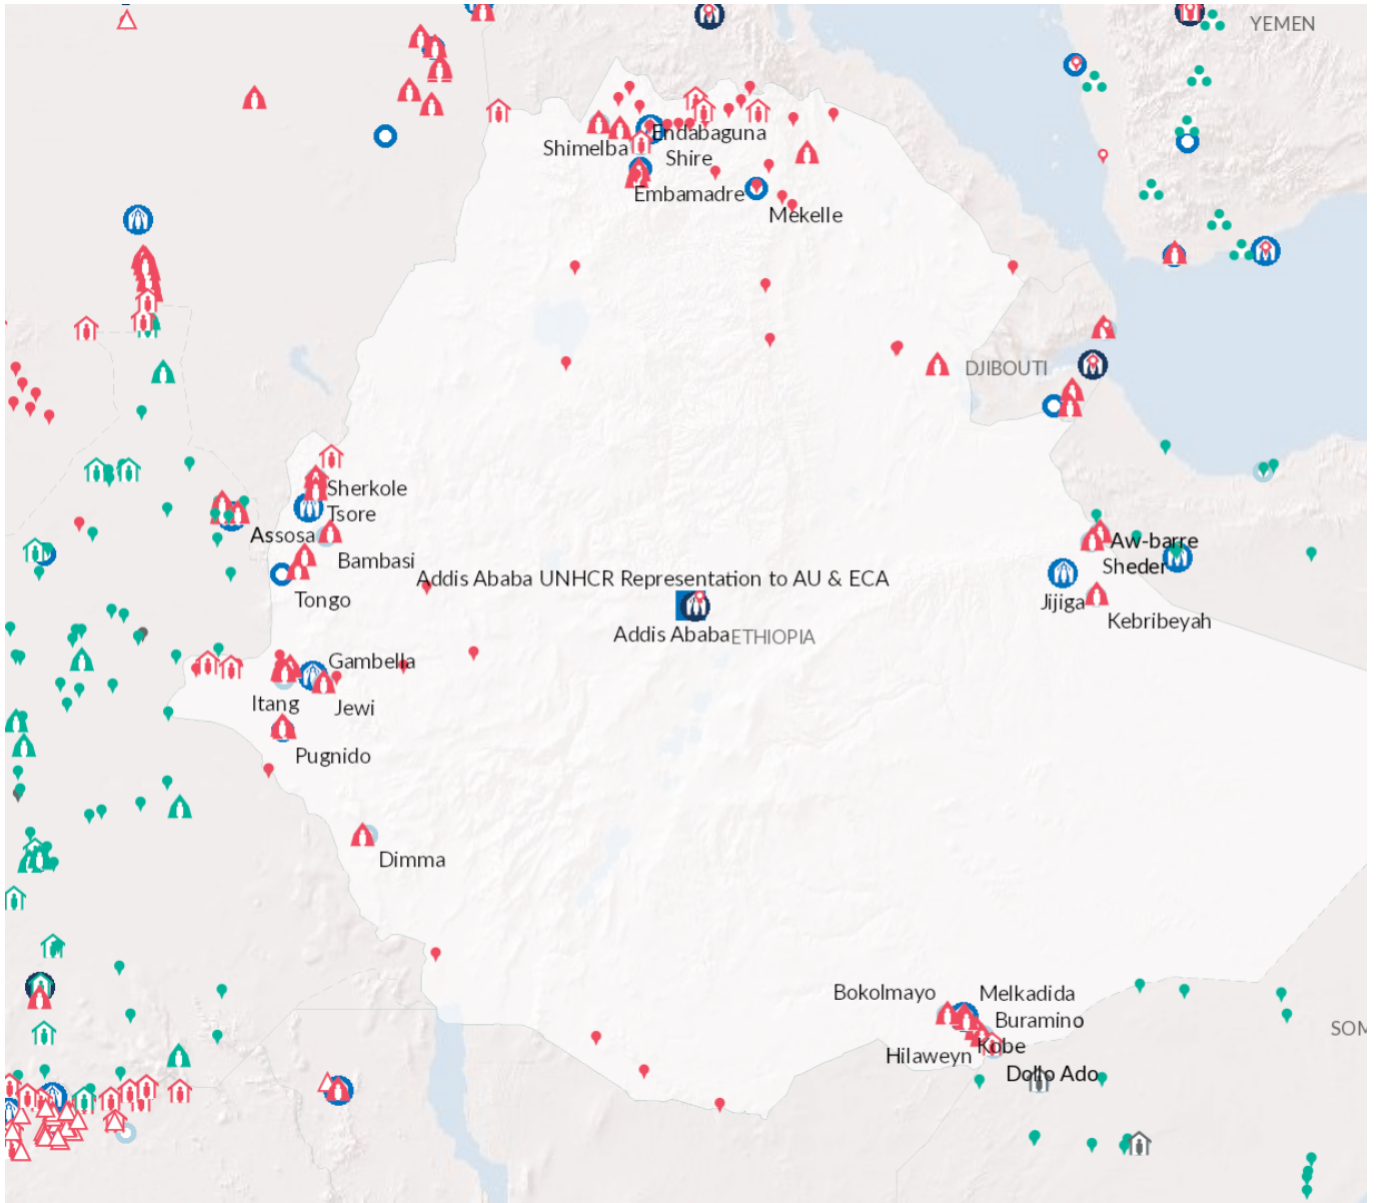 YEMEN
Endabaguna
Shimelba
Shire
Embamadre
Mekelle
DJIBOUTI
Sherkole
Tsore
Assosa
Bambasi
Tongo
Addis Ababa UNHCR Representation to AU & ECA
Addis Ababa
ETHIOPIA
Aw-barre
Sheder
Jijiga
Kebribeyah
Gambella
Itang
Jewi
Pugnido
Dimma
Bokolmayo
Melkadida
Buramino
SOM
Kobe
Hilaweyn
Dollo Ado